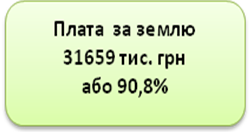 Плата за землю
31659 тис. грн
або 90,8%